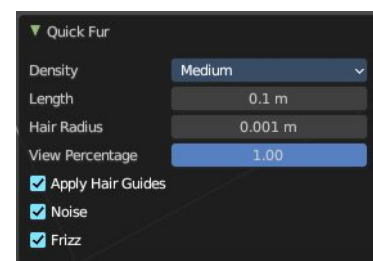 Quick Fur
Density Medium
Length 0.1 m
Hair Radius 0.001 m
View Percentage 1.00
Apply Hair Guides
Noise
Frizz